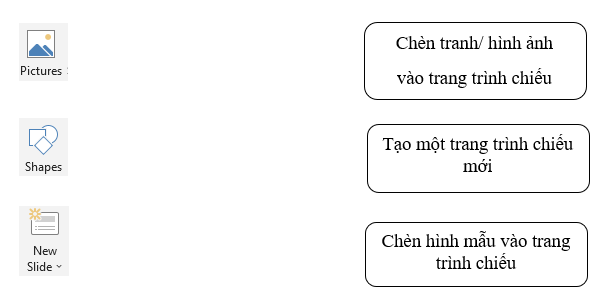 Pictures
Chèn tranh/ hình ảnh
vào trang trình chiếu
Shapes
Tạo một trang trình chiếu
mới
New
Slide
Chèn hình mẫu vào trang
trình chiếu